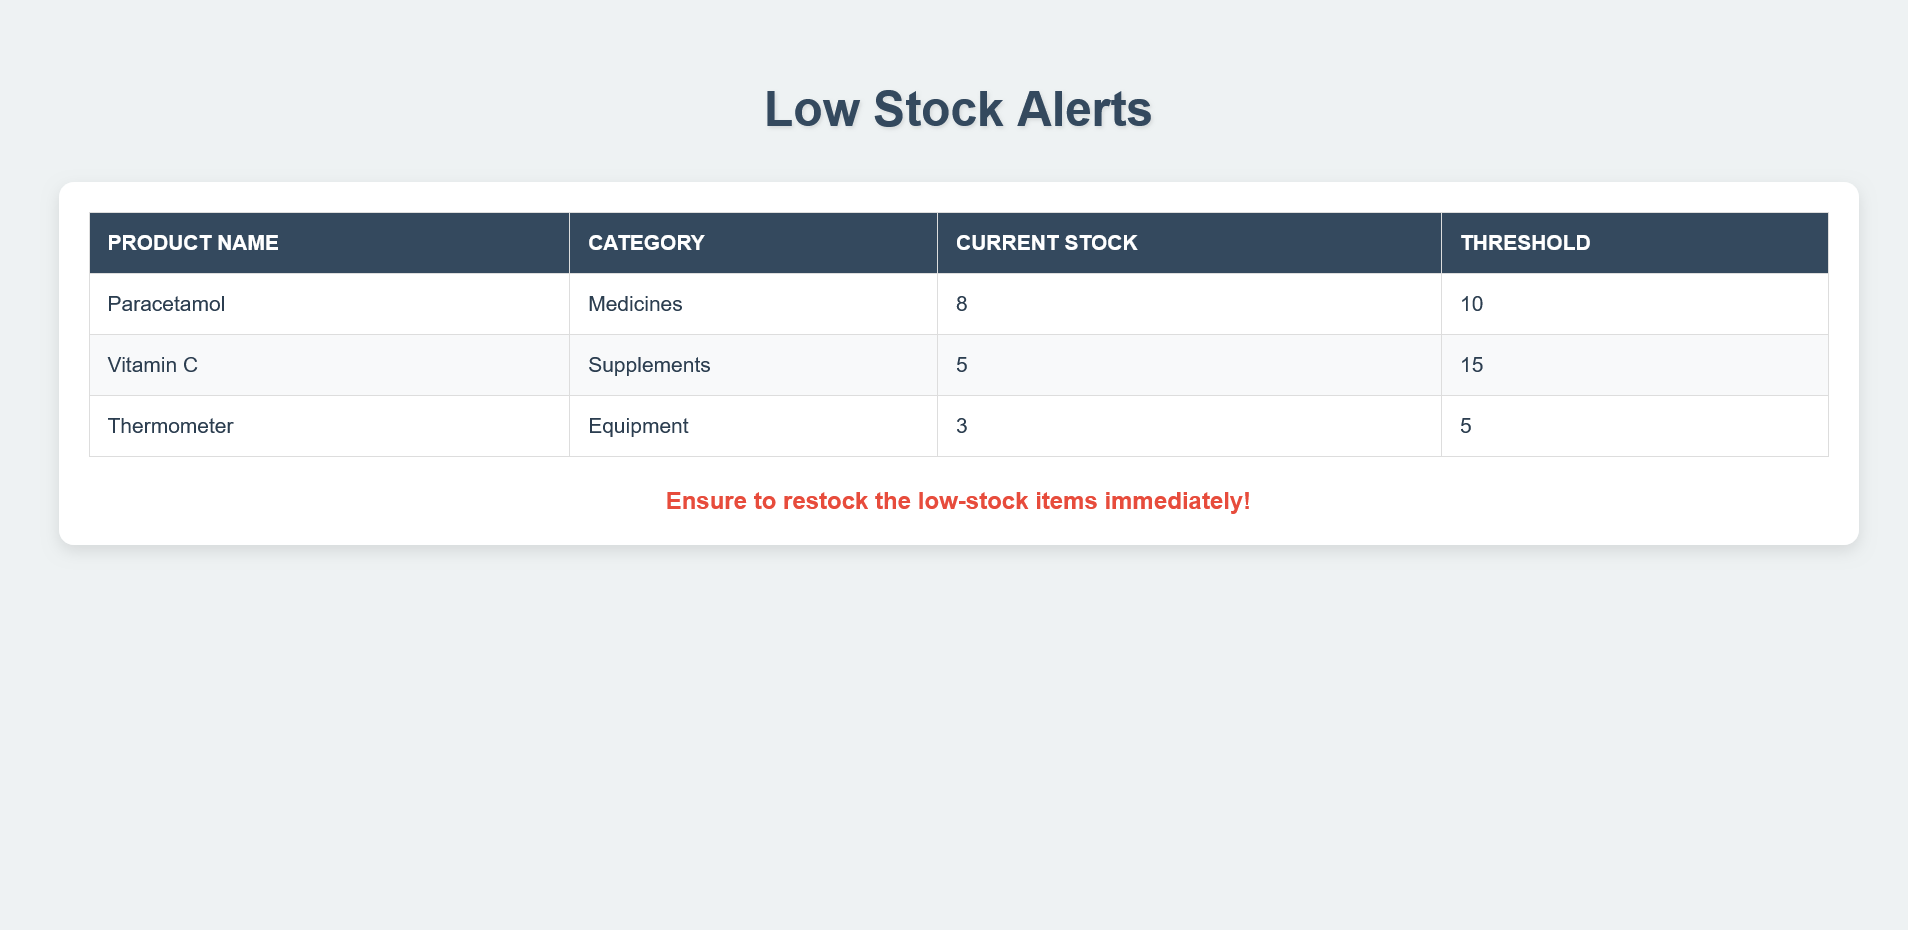 Low Stock Alerts
PRODUCT NAME CATEGORY CURRENT STOCK THRESHOLD
Paracetamol Medicines 8 10
Vitamin C Supplements 5 15
Thermometer Equipment 3 5
Ensure to restock the low-stock items immediately!